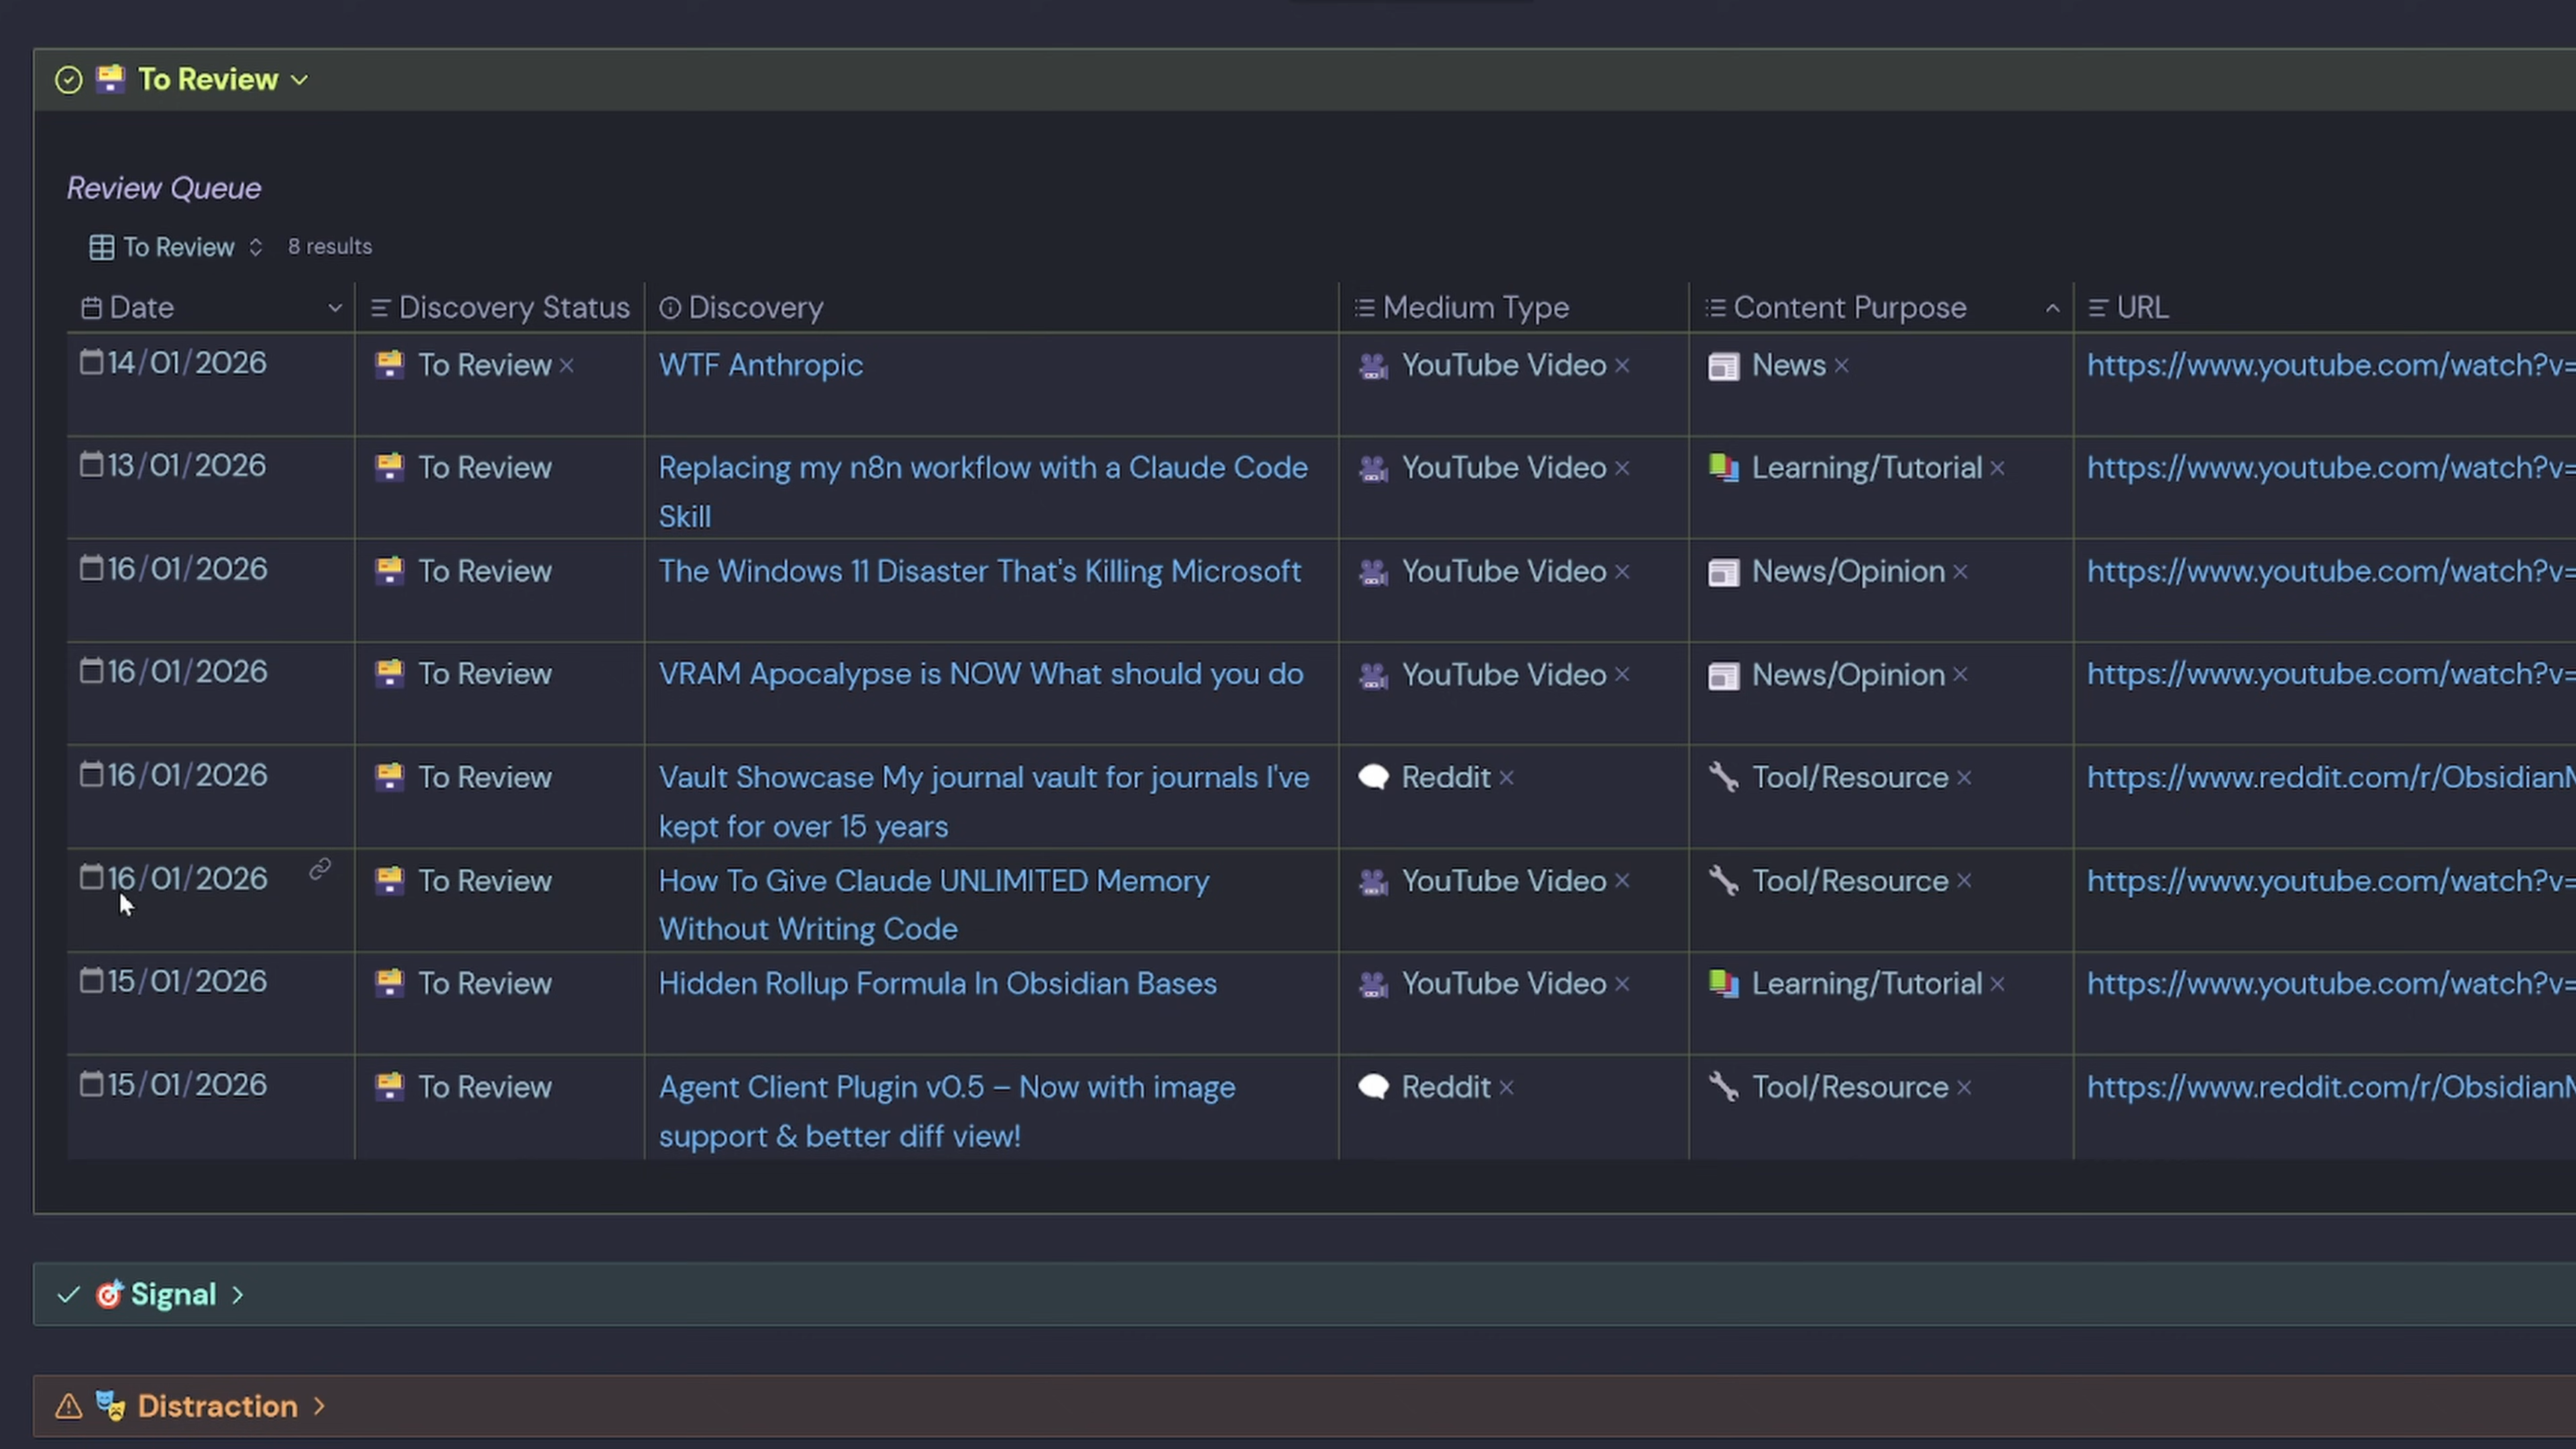 To Review
Review Queue
To Review 8 results
Date Discovery Status Discovery Medium Type Content Purpose URL
14/01/2026 To Review × WTF Anthropic YouTube Video × News × https://www.youtube.com/watch?v=
13/01/2026 To Review Replacing my n8n workflow with a Claude Code YouTube Video × Learning/Tutorial × https://www.youtube.com/watch?v=
Skill
16/01/2026 To Review The Windows 11 Disaster That's Killing Microsoft YouTube Video × News/Opinion × https://www.youtube.com/watch?v=
16/01/2026 To Review VRAM Apocalypse is NOW What should you do YouTube Video × News/Opinion × https://www.youtube.com/watch?v=
16/01/2026 To Review Vault Showcase My journal vault for journals I've Reddit × Tool/Resource × https://www.reddit.com/r/ObsidianM
kept for over 15 years
16/01/2026 To Review How To Give Claude UNLIMITED Memory YouTube Video × Tool/Resource × https://www.youtube.com/watch?v=
Without Writing Code
15/01/2026 To Review Hidden Rollup Formula In Obsidian Bases YouTube Video × Learning/Tutorial × https://www.youtube.com/watch?v=
15/01/2026 To Review Agent Client Plugin v0.5 – Now with image Reddit × Tool/Resource × https://www.reddit.com/r/ObsidianM
support & better diff view!
Signal
Distraction